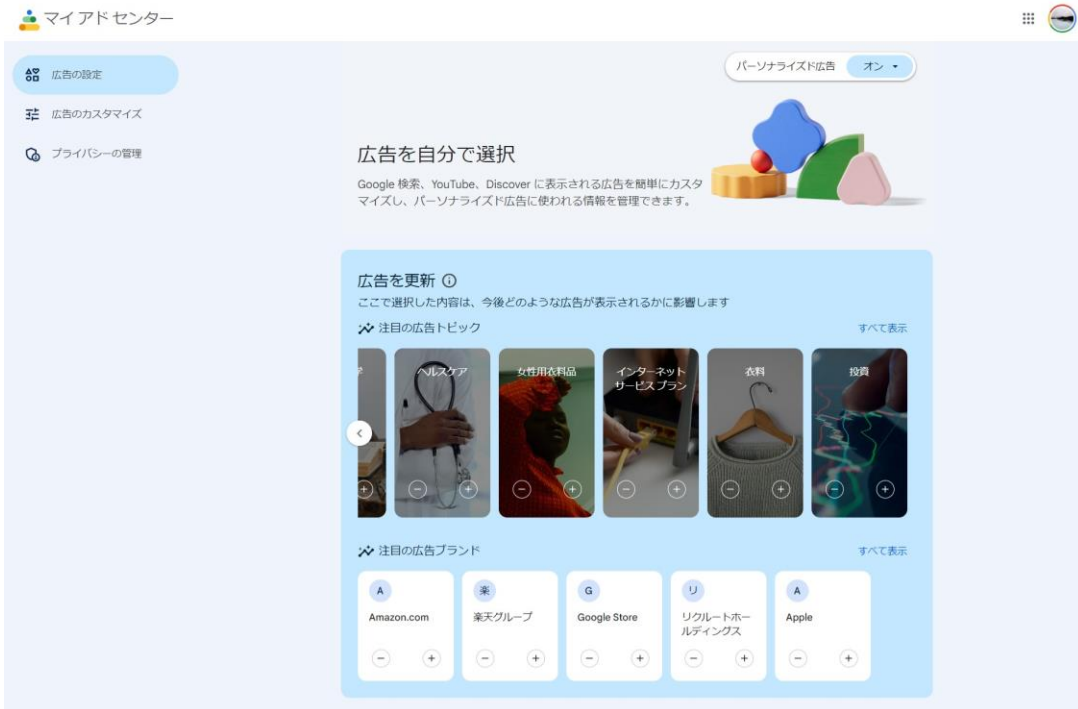 マイ アド センター
広告の設定
広告のカスタマイズ
プライバシーの管理
パーソナライズド広告 オン
広告を自分で選択
Google 検索、YouTube、Discover に表示される広告を簡単にカスタ
マイズし、パーソナライズド広告に使われる情報を管理できます。
広告を更新
ここで選択した内容は、今後どのような広告が表示されるかに影響します
注目の広告トピック すべて表示
ヘルスケア
女性用衣料品
インターネット
サービス プラン
衣料
投資
注目の広告ブランド すべて表示
A
Amazon.com
楽
楽天グループ
G
Google Store
リ
リクルートホー
ルディングス
A
Apple